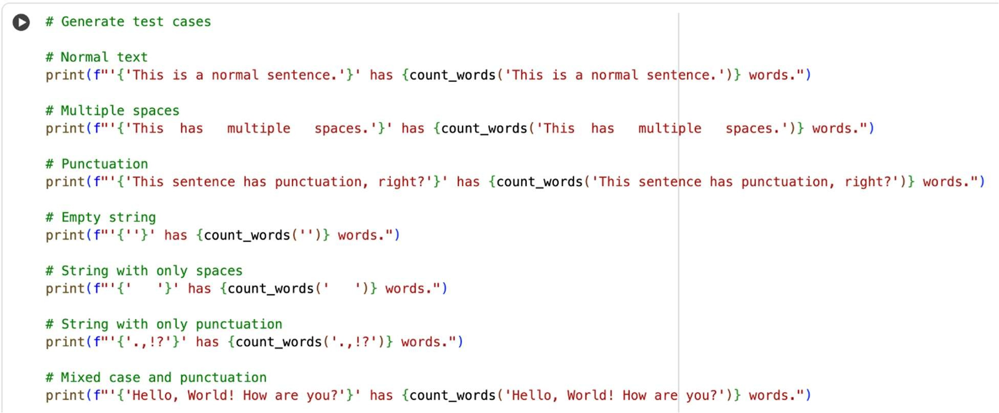 # Generate test cases
# Normal text
print(f"'{'This is a normal sentence.'}' has {count_words('This is a normal sentence.')} words.")
# Multiple spaces
print(f"'{'This  has   multiple   spaces.'}' has {count_words('This  has   multiple   spaces.')} words.")
# Punctuation
print(f"'{'This sentence has punctuation, right?'}' has {count_words('This sentence has punctuation, right?')} words.")
# Empty string
print(f"'{''}' has {count_words('')} words.")
# String with only spaces
print(f"'{'   '}' has {count_words('   ')} words.")
# String with only punctuation
print(f"'{'.,!?'}' has {count_words('.,!?')} words.")
# Mixed case and punctuation
print(f"'{'Hello, World! How are you?'}' has {count_words('Hello, World! How are you?')} words.")